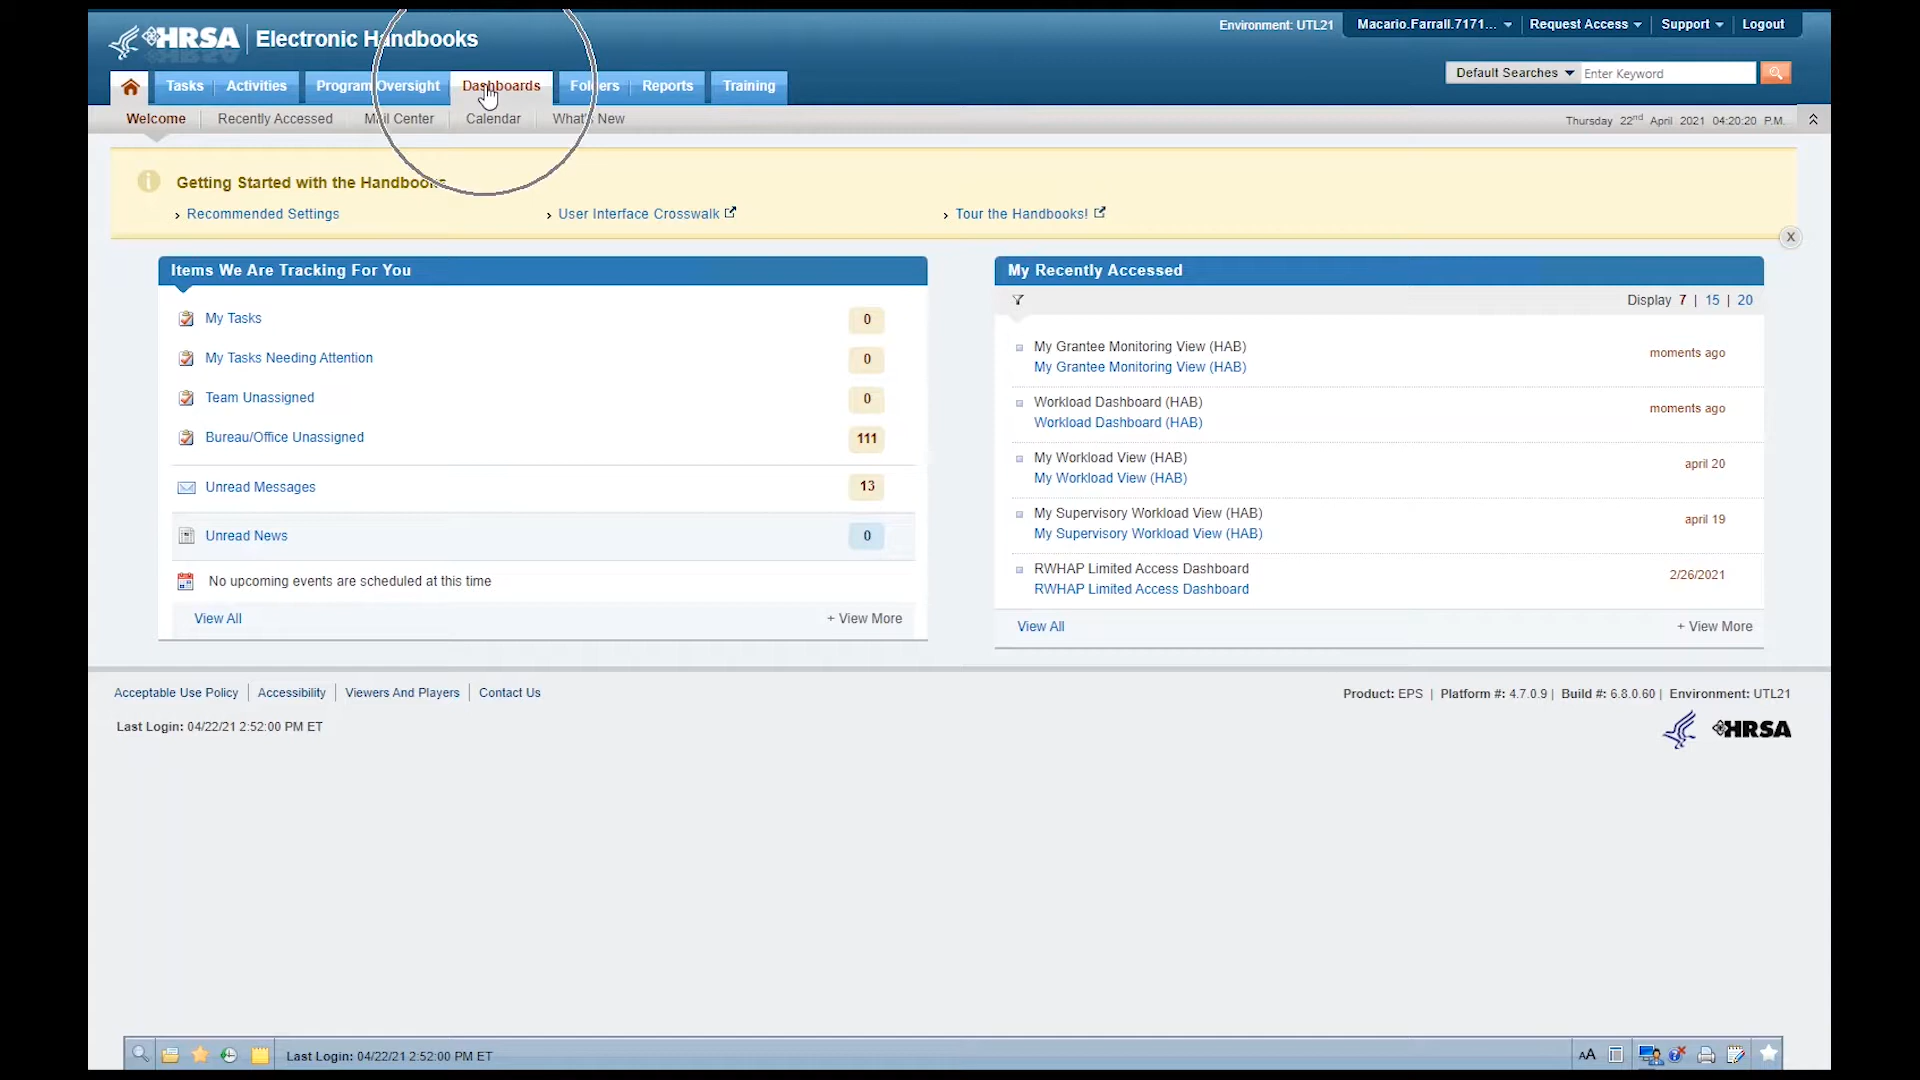 HRSA Electronic Handbooks
Environment: UTL21 Macario.Farrall.7171... Request Access Support Logout
Tasks Activities Program Oversight Dashboards Folders Reports Training
Default Searches Enter Keyword
Welcome Recently Accessed Mail Center Calendar What's New
Thursday 22nd April 2021 04:20:20 P.M.
Getting Started with the Handbooks
Recommended Settings User Interface Crosswalk Tour the Handbooks!
X
Items We Are Tracking For You
My Tasks 0
My Tasks Needing Attention 0
Team Unassigned 0
Bureau/Office Unassigned 111
Unread Messages 13
Unread News 0
No upcoming events are scheduled at this time
View All + View More
My Recently Accessed
Display 7 | 15 | 20
My Grantee Monitoring View (HAB)
My Grantee Monitoring View (HAB)
moments ago
Workload Dashboard (HAB)
Workload Dashboard (HAB)
moments ago
My Workload View (HAB)
My Workload View (HAB)
april 20
My Supervisory Workload View (HAB)
My Supervisory Workload View (HAB)
april 19
RWHAP Limited Access Dashboard
RWHAP Limited Access Dashboard
2/26/2021
View All + View More
Acceptable Use Policy Accessibility Viewers And Players Contact Us
Product: EPS | Platform #: 4.7.0.9 | Build #: 6.8.0.60 | Environment: UTL21
Last Login: 04/22/21 2:52:00 PM ET
HRSA
Last Login: 04/22/21 2:52:00 PM ET
AA